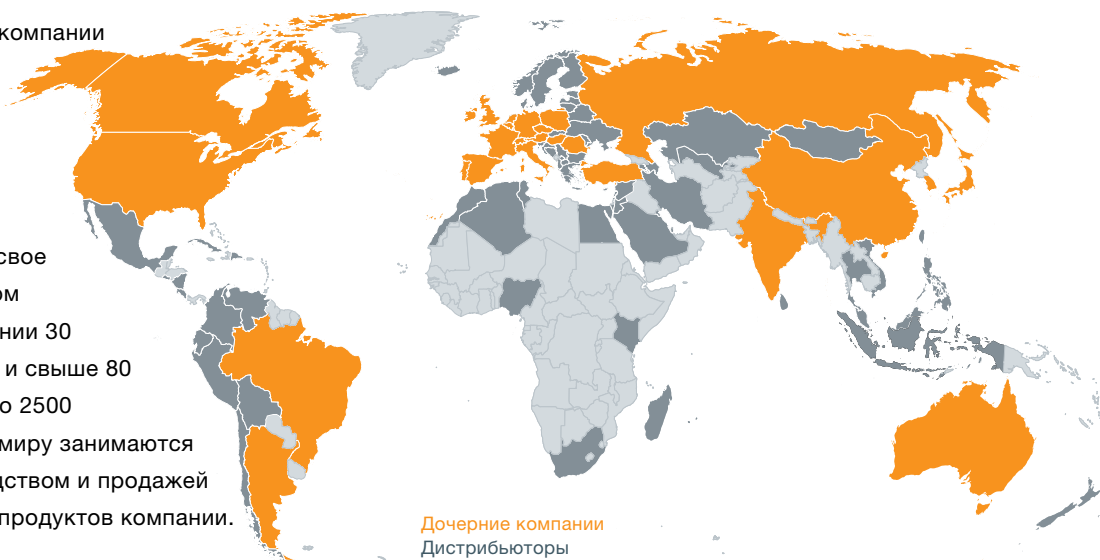 компании
свое
ом
нии 30
и свыше 80
о 2500
миру занимаются
дством и продажей
продуктов компании.
Дочерние компании
Дистрибьюторы